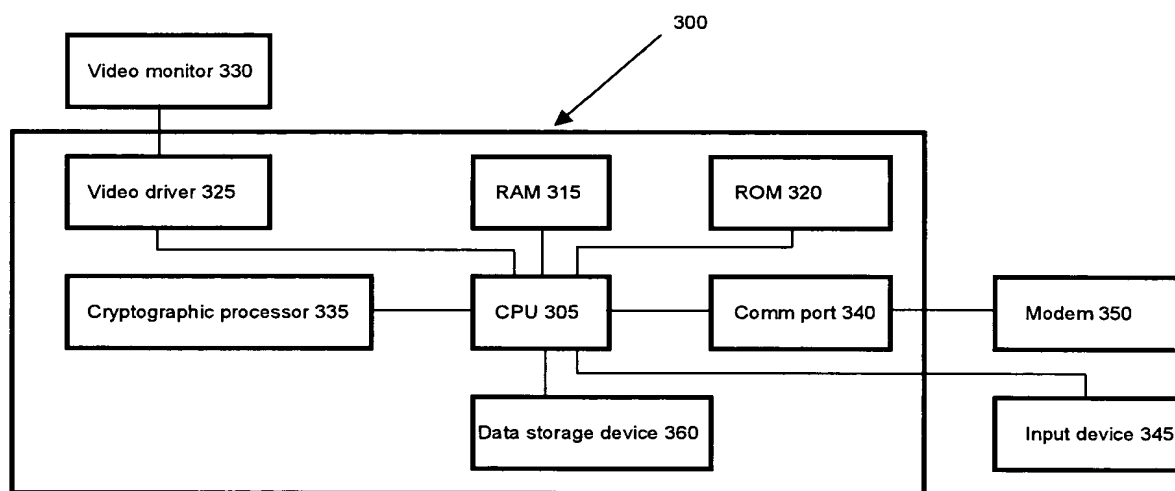 300
Video monitor 330
Video driver 325
RAM 315
ROM 320
Cryptographic processor 335
CPU 305
Comm port 340
Modem 350
Data storage device 360
Input device 345